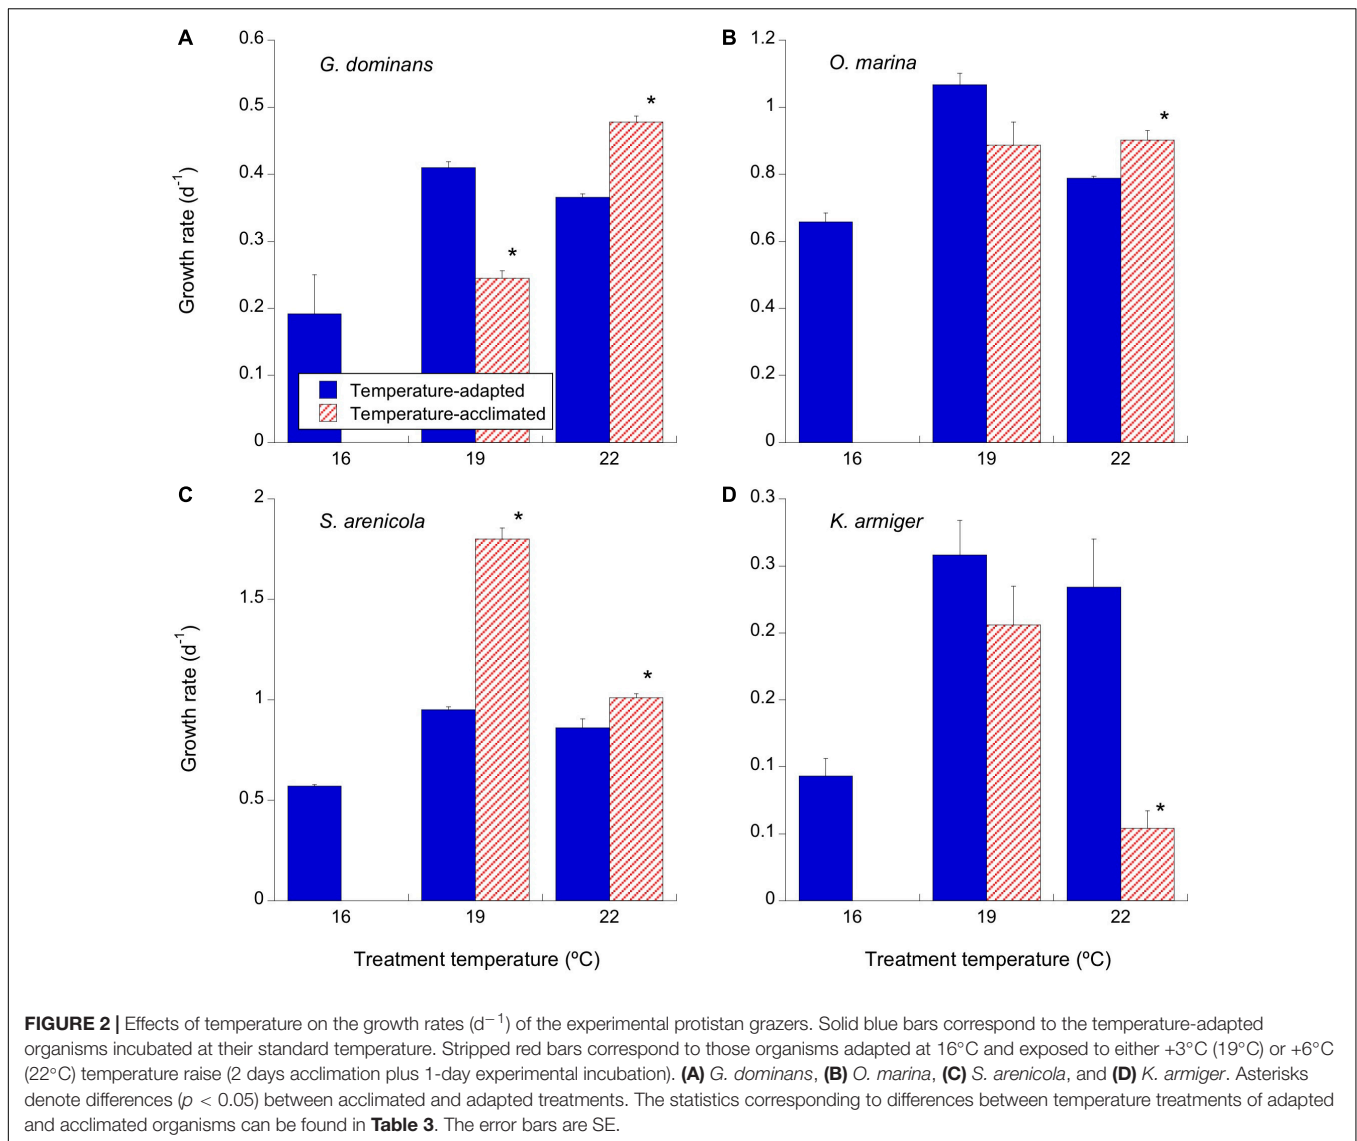 A
G. dominans
0.6
0.5
0.4
0.3
0.2
0.1
0
Growth rate (d-1)
*
*
Temperature-adapted
Temperature-acclimated
16 19 22
B
O. marina
1.2
1
0.8
0.6
0.4
0.2
0
*
16 19 22
C
S. arenicola
2
1.5
1
0.5
0
Growth rate (d-1)
*
*
16 19 22
Treatment temperature (ºC)
D
K. armiger
0.3
0.3
0.2
0.2
0.1
0.1
0
*
16 19 22
Treatment temperature (ºC)
FIGURE 2 | Effects of temperature on the growth rates (d−1) of the experimental protistan grazers. Solid blue bars correspond to the temperature-adapted
organisms incubated at their standard temperature. Stripped red bars correspond to those organisms adapted at 16°C and exposed to either +3°C (19°C) or +6°C
(22°C) temperature raise (2 days acclimation plus 1-day experimental incubation). (A) G. dominans, (B) O. marina, (C) S. arenicola, and (D) K. armiger. Asterisks
denote differences (p < 0.05) between acclimated and adapted treatments. The statistics corresponding to differences between temperature treatments of adapted
and acclimated organisms can be found in Table 3. The error bars are SE.